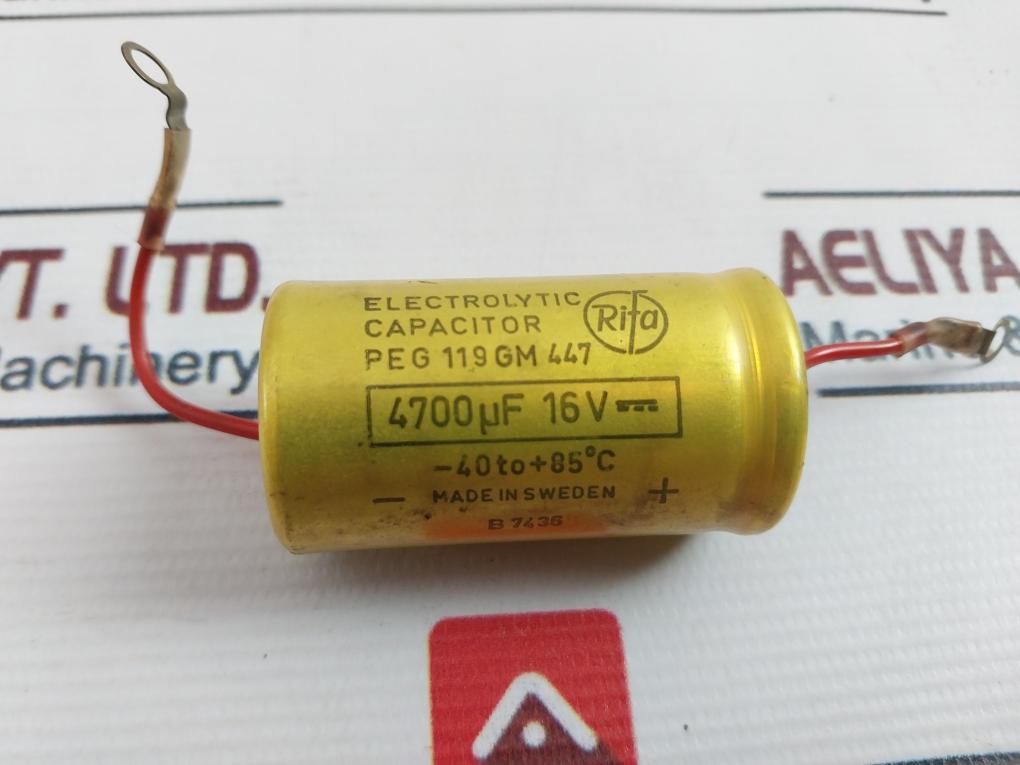 ELECTROLYTIC Rifa
CAPACITOR
PEG 119 GM 447
4700µF 16V
-40 to +85°C
- MADE IN SWEDEN +
B 7436
T. LTD.
achinery
AELIYA
&